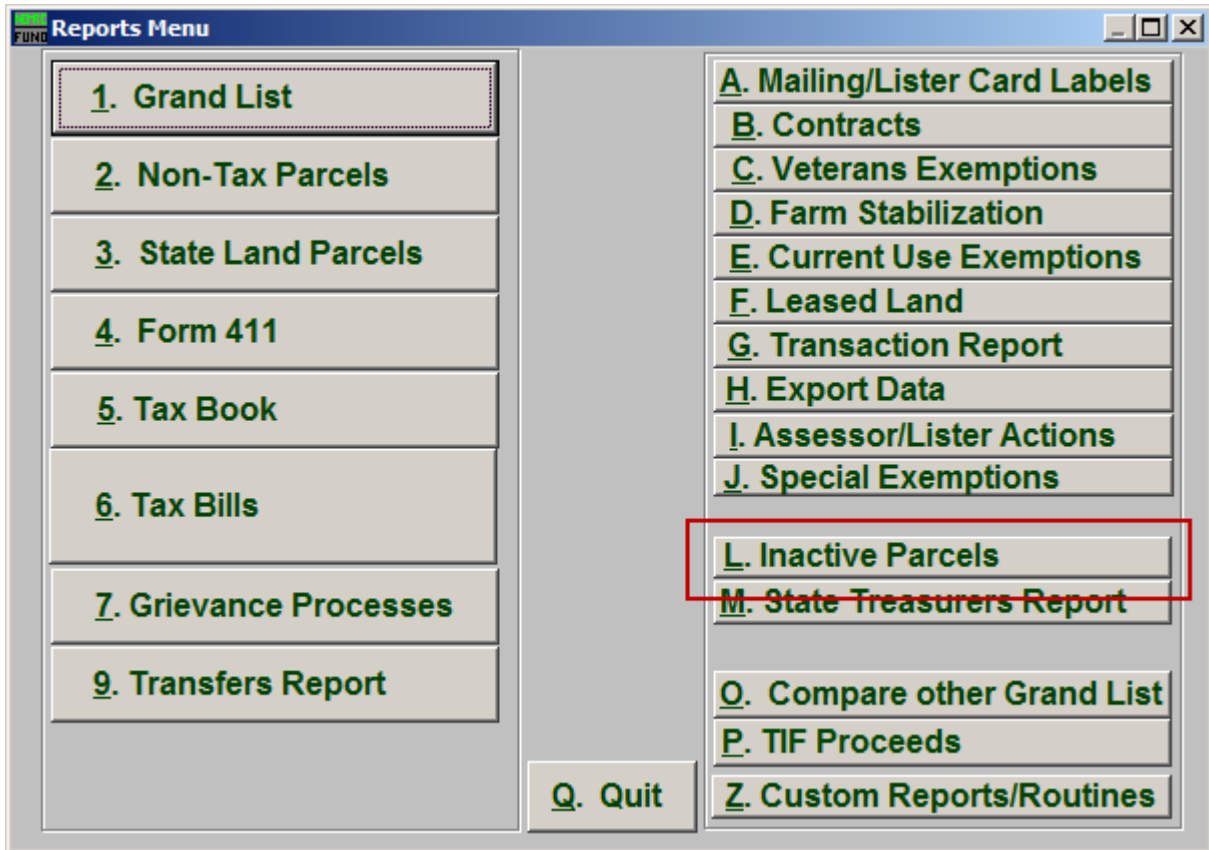 Reports Menu
1. Grand List
2. Non-Tax Parcels
3. State Land Parcels
4. Form 411
5. Tax Book
6. Tax Bills
7. Grievance Processes
9. Transfers Report
Q. Quit
A. Mailing/Lister Card Labels
B. Contracts
C. Veterans Exemptions
D. Farm Stabilization
E. Current Use Exemptions
F. Leased Land
G. Transaction Report
H. Export Data
I. Assessor/Lister Actions
J. Special Exemptions
L. Inactive Parcels
M. State Treasurers Report
O. Compare other Grand List
P. TIF Proceeds
Z. Custom Reports/Routines